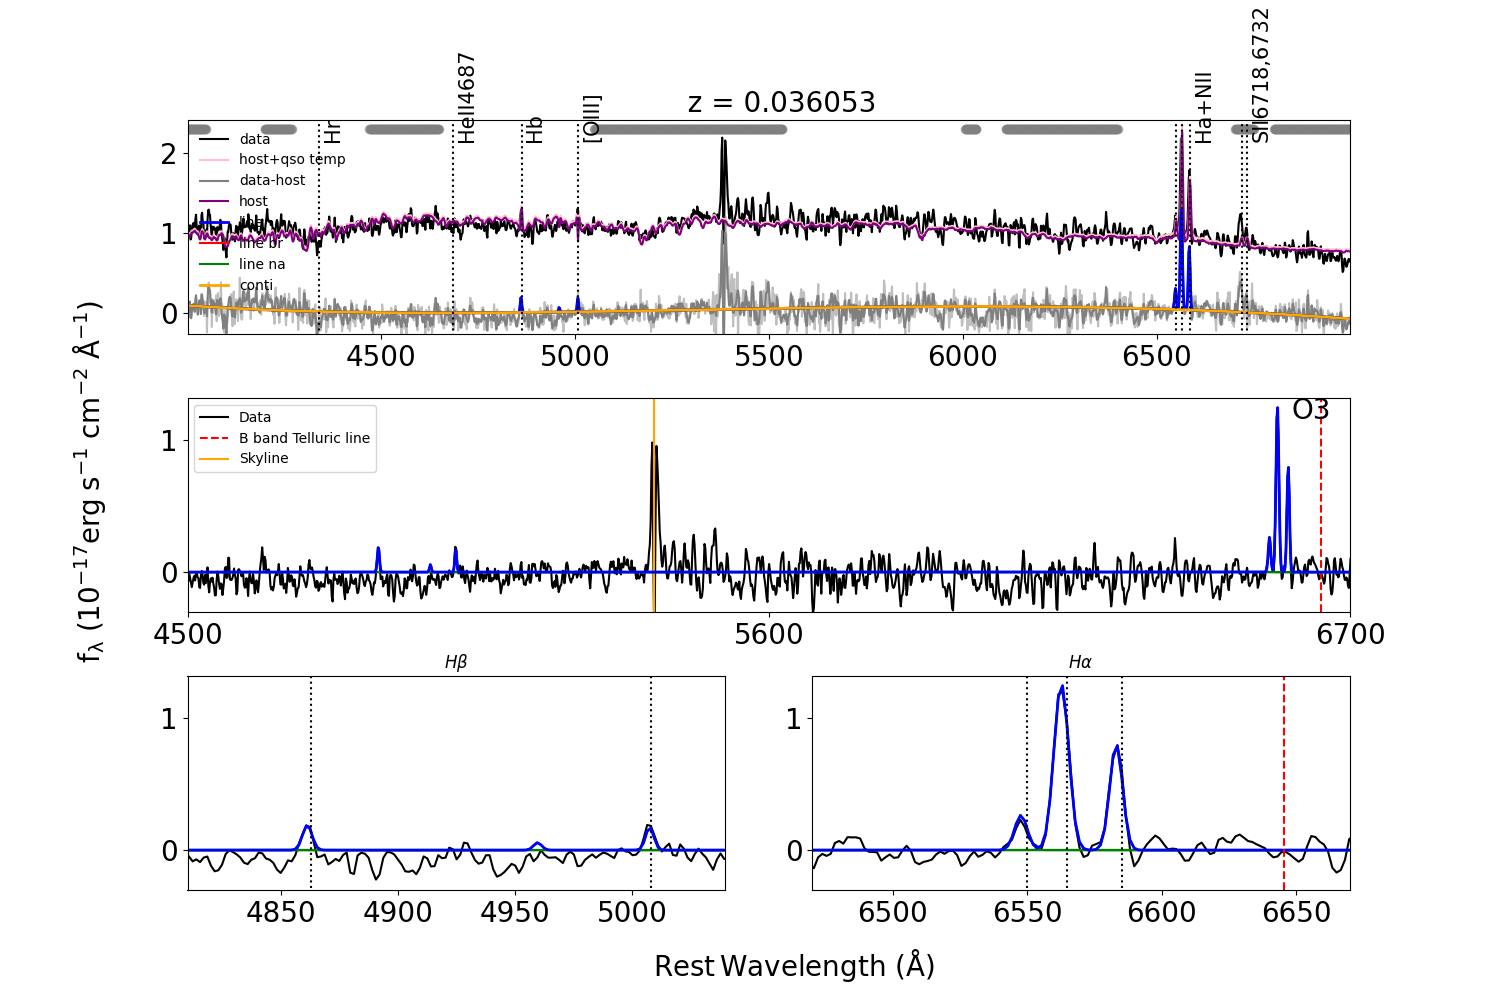 z = 0.036053
Hr
HeII4687
Hb
[OIII]
Ha+NII
SII6718,6732
data
host+qso temp
data-host
host
line
line br
line na
conti
2
1
0
4500 5000 5500 6000 6500
Data
B band Telluric line
Skyline
O3
1
0
4500 5600 6700
fλ (10−17erg s−1 cm−2 Å−1)
Hβ
1
0
4850 4900 4950 5000
Hα
1
0
6500 6550 6600 6650
Rest Wavelength (Å)